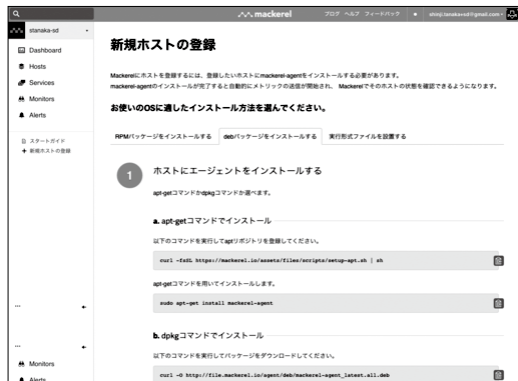 mackerel
ブログ ヘルプ フィードバック
shinji.tanaka+sd@gmail.com
stanaka-sd
Dashboard
Hosts
Services
Monitors
Alerts
スタートガイド
新規ホストの登録
新規ホストの登録
Mackerelにホストを登録するには、登録したいホストにmackerel-agentをインストールする必要があります。
mackerel-agentのインストールが完了すると自動的にメトリックの送信が開始され、 Mackerelでそのホストの状態を確認できるようになります。
お使いのOSに適したインストール方法を選んでください。
RPMパッケージをインストールする
debパッケージをインストールする
実行形式ファイルを設置する
1
ホストにエージェントをインストールする
apt-getコマンドかdpkgコマンドか選べます。
a. apt-getコマンドでインストール
以下のコマンドを実行してaptリポジトリを登録してください。
curl -fsSL https://mackerel.io/assets/files/scripts/setup-apt.sh | sh
apt-getコマンドを用いてインストールします。
sudo apt-get install mackerel-agent
b. dpkgコマンドでインストール
以下のコマンドを実行してパッケージをダウンロードしてください。
curl -O http://file.mackerel.io/agent/deb/mackerel-agent_latest.all.deb
...
...
Monitors
Alerts